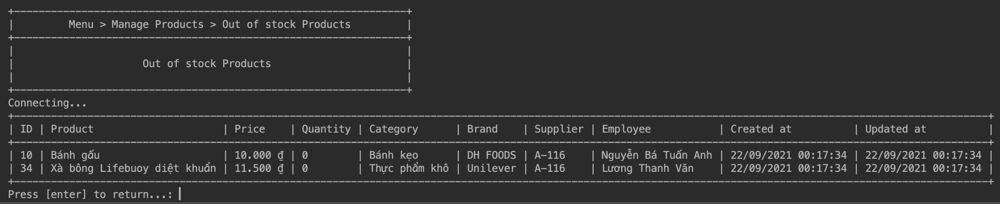 Menu > Manage Products > Out of stock Products
Out of stock Products
Connecting...
| ID | Product | Price | Quantity | Category | Brand | Supplier | Employee | Created at | Updated at |
| 10 | Bánh gấu | 10.000 ₫ | 0 | Bánh kẹo | DH FOODS | A-116 | Nguyễn Bá Tuấn Anh | 22/09/2021 00:17:34 | 22/09/2021 00:17:34 |
| 34 | Xà bông Lifebuoy diệt khuẩn | 11.500 ₫ | 0 | Thực phẩm khô | Unilever | A-116 | Lương Thanh Văn | 22/09/2021 00:17:34 | 22/09/2021 00:17:34 |
Press [enter] to return...: